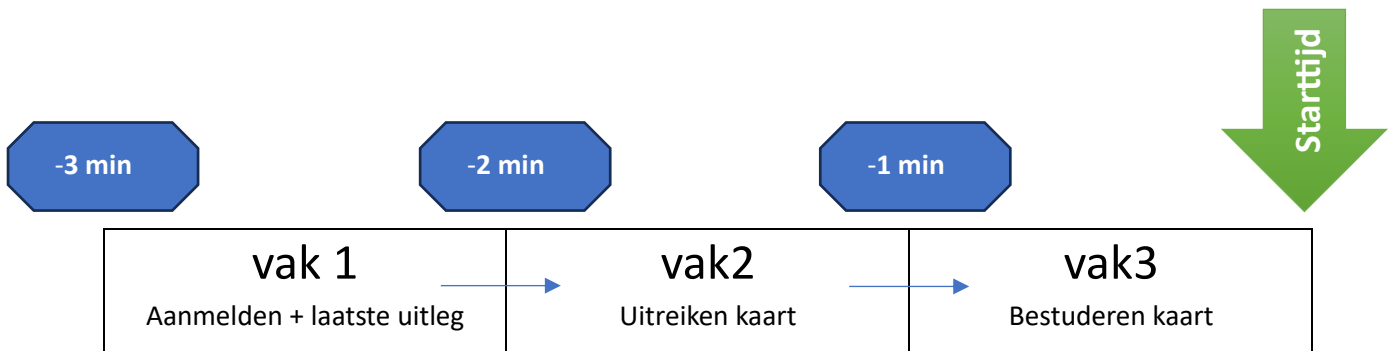 Starttijd
-3 min
-2 min
-1 min
vak 1
Aanmelden + laatste uitleg
vak2
Uitreiken kaart
vak3
Bestuderen kaart